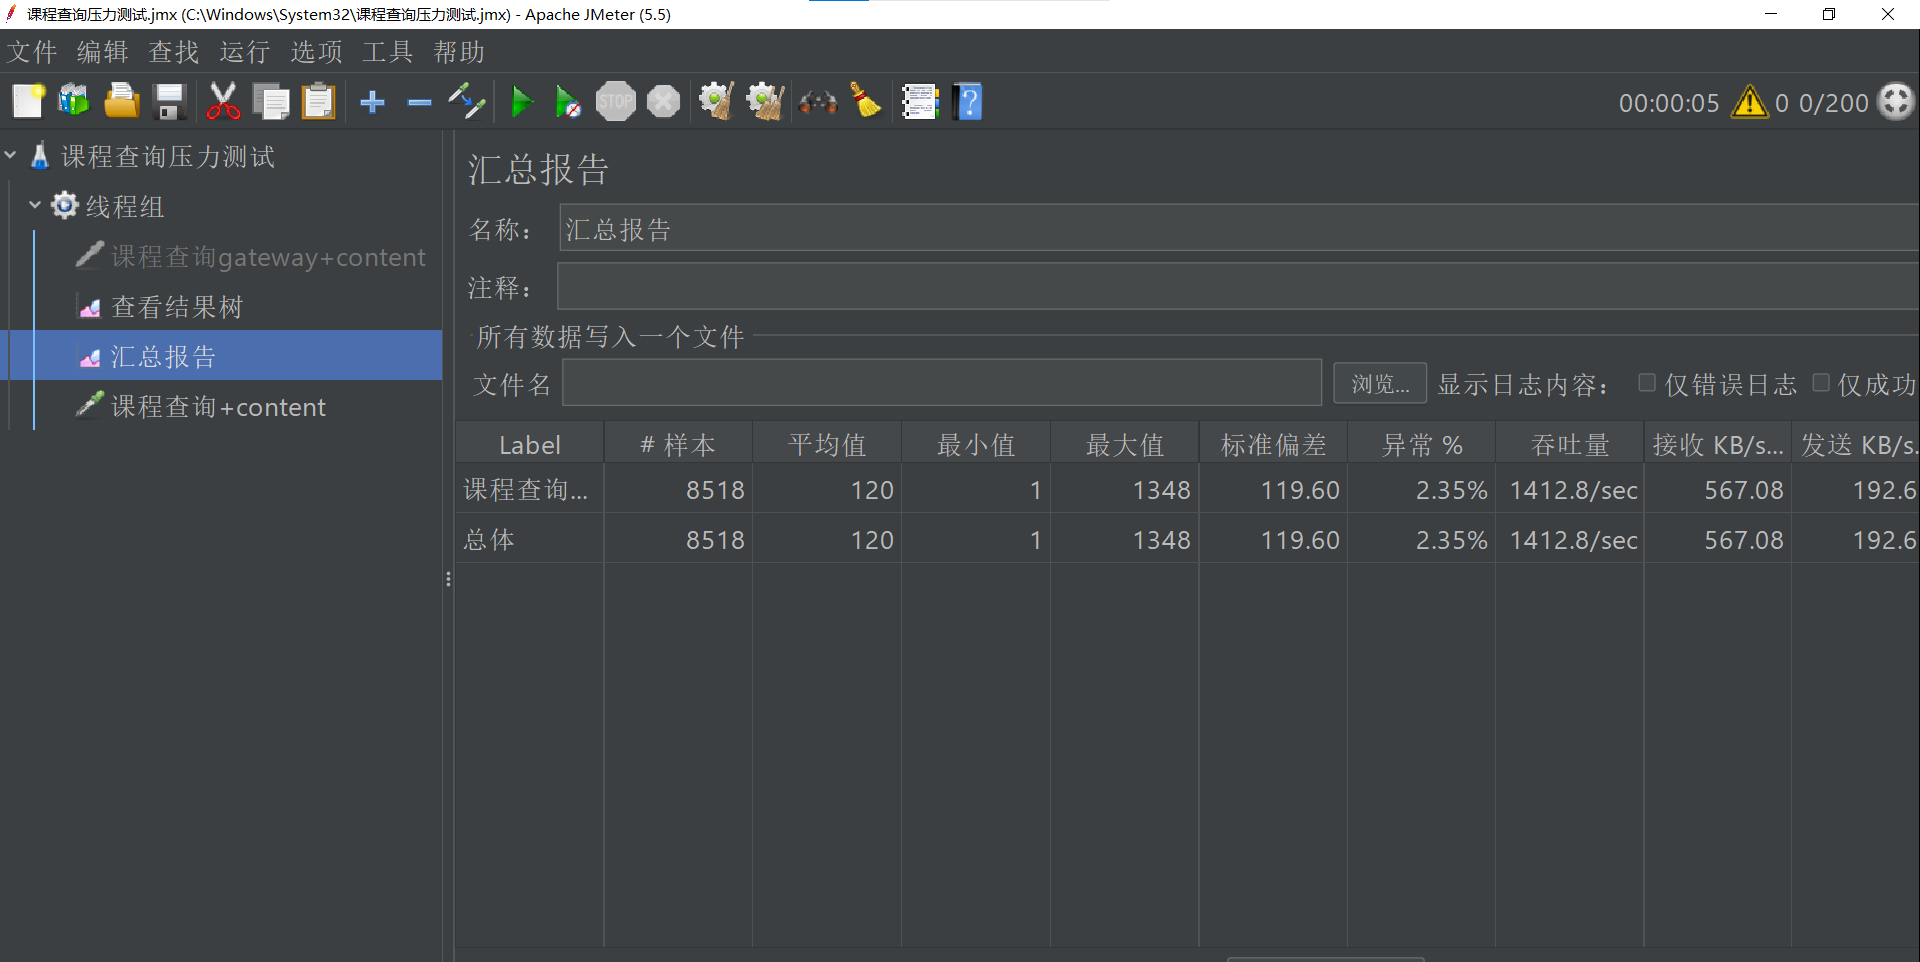 课程查询压力测试.jmx (C:\Windows\System32\课程查询压力测试.jmx) - Apache JMeter (5.5)
文件 编辑 查找 运行 选项 工具 帮助
STOP
00:00:05 0 0/200
课程查询压力测试
线程组
课程查询gateway+content
查看结果树
汇总报告
课程查询+content
汇总报告
名称： 汇总报告
注释：
所有数据写入一个文件
文件名 浏览... 显示日志内容： 仅错误日志 仅成功
Label # 样本 平均值 最小值 最大值 标准偏差 异常 % 吞吐量 接收 KB/s... 发送 KB/s.
课程查询... 8518 120 1 1348 119.60 2.35% 1412.8/sec 567.08 192.6
总体 8518 120 1 1348 119.60 2.35% 1412.8/sec 567.08 192.6